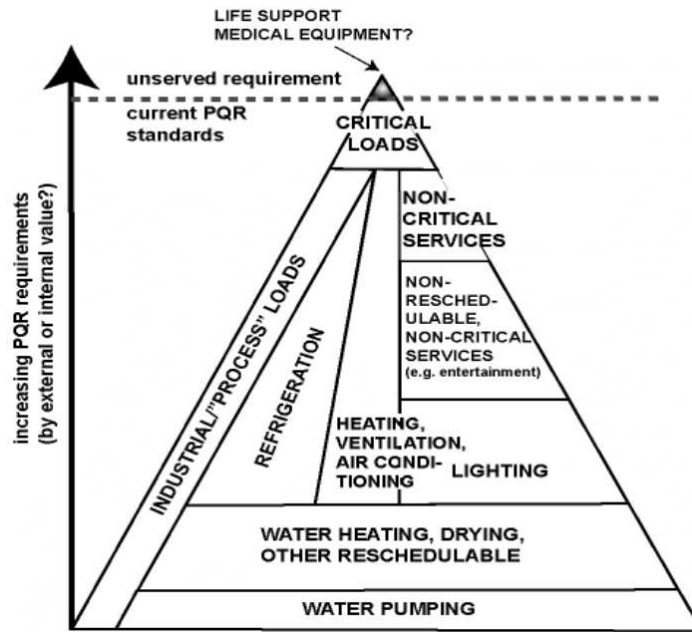 LIFE SUPPORT
MEDICAL EQUIPMENT?
unserved requirement
current PQR
standards
CRITICAL
LOADS
NON-
CRITICAL
SERVICES
NON-
RESCHED-
ULABLE,
NON-CRITICAL
SERVICES
(e.g. entertainment)
INDUSTRIAL/"PROCESS" LOADS
REFRIGERATION
HEATING,
VENTILATION,
AIR CONDI-
TIONING
LIGHTING
WATER HEATING, DRYING,
OTHER RESCHEDULABLE
WATER PUMPING
increasing PQR requirements
(by external or internal value?)